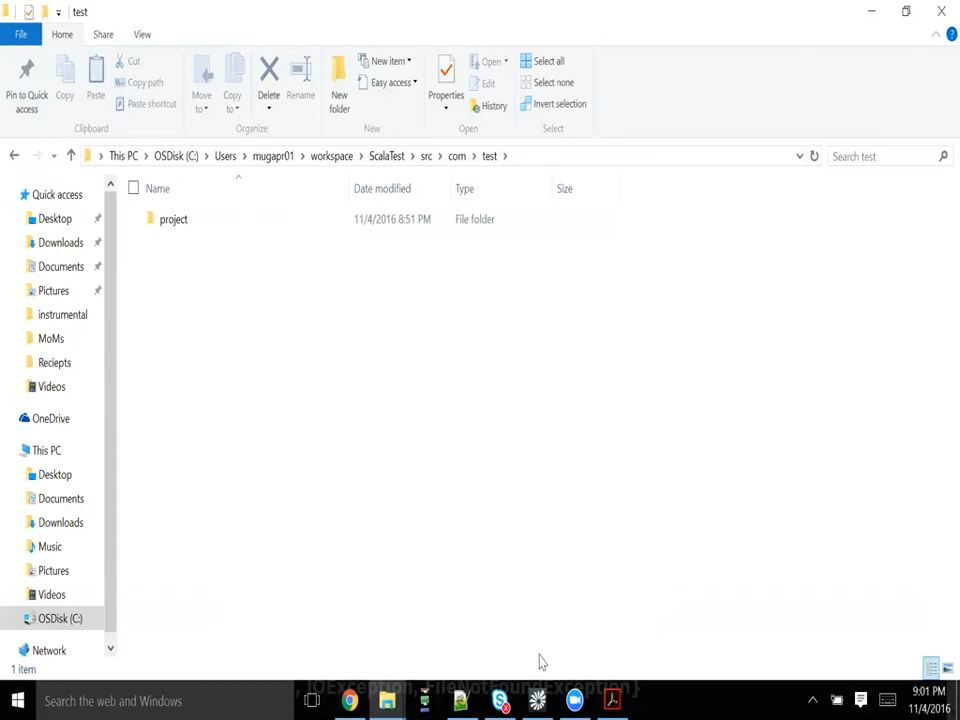 test
File
Home
Share
View
Pin to Quick access
Copy
Paste
Cut
Copy path
Paste shortcut
Clipboard
Move to
Copy to
Delete
Rename
Organize
New folder
New item
Easy access
New
Properties
Open
Edit
History
Open
Select all
Select none
Invert selection
Select
This PC
OSDisk (C:)
Users
mugapr01
workspace
ScalaTest
src
com
test
Search test
Name
Date modified
Type
Size
project
11/4/2016 8:51 PM
File folder
Quick access
Desktop
Downloads
Documents
Pictures
instrumental
MoMs
Reciepts
Videos
OneDrive
This PC
Desktop
Documents
Downloads
Music
Pictures
Videos
OSDisk (C:)
Network
1 item
, IOException, FileNotFoundException}
Search the web and Windows
9:01 PM
11/4/2016